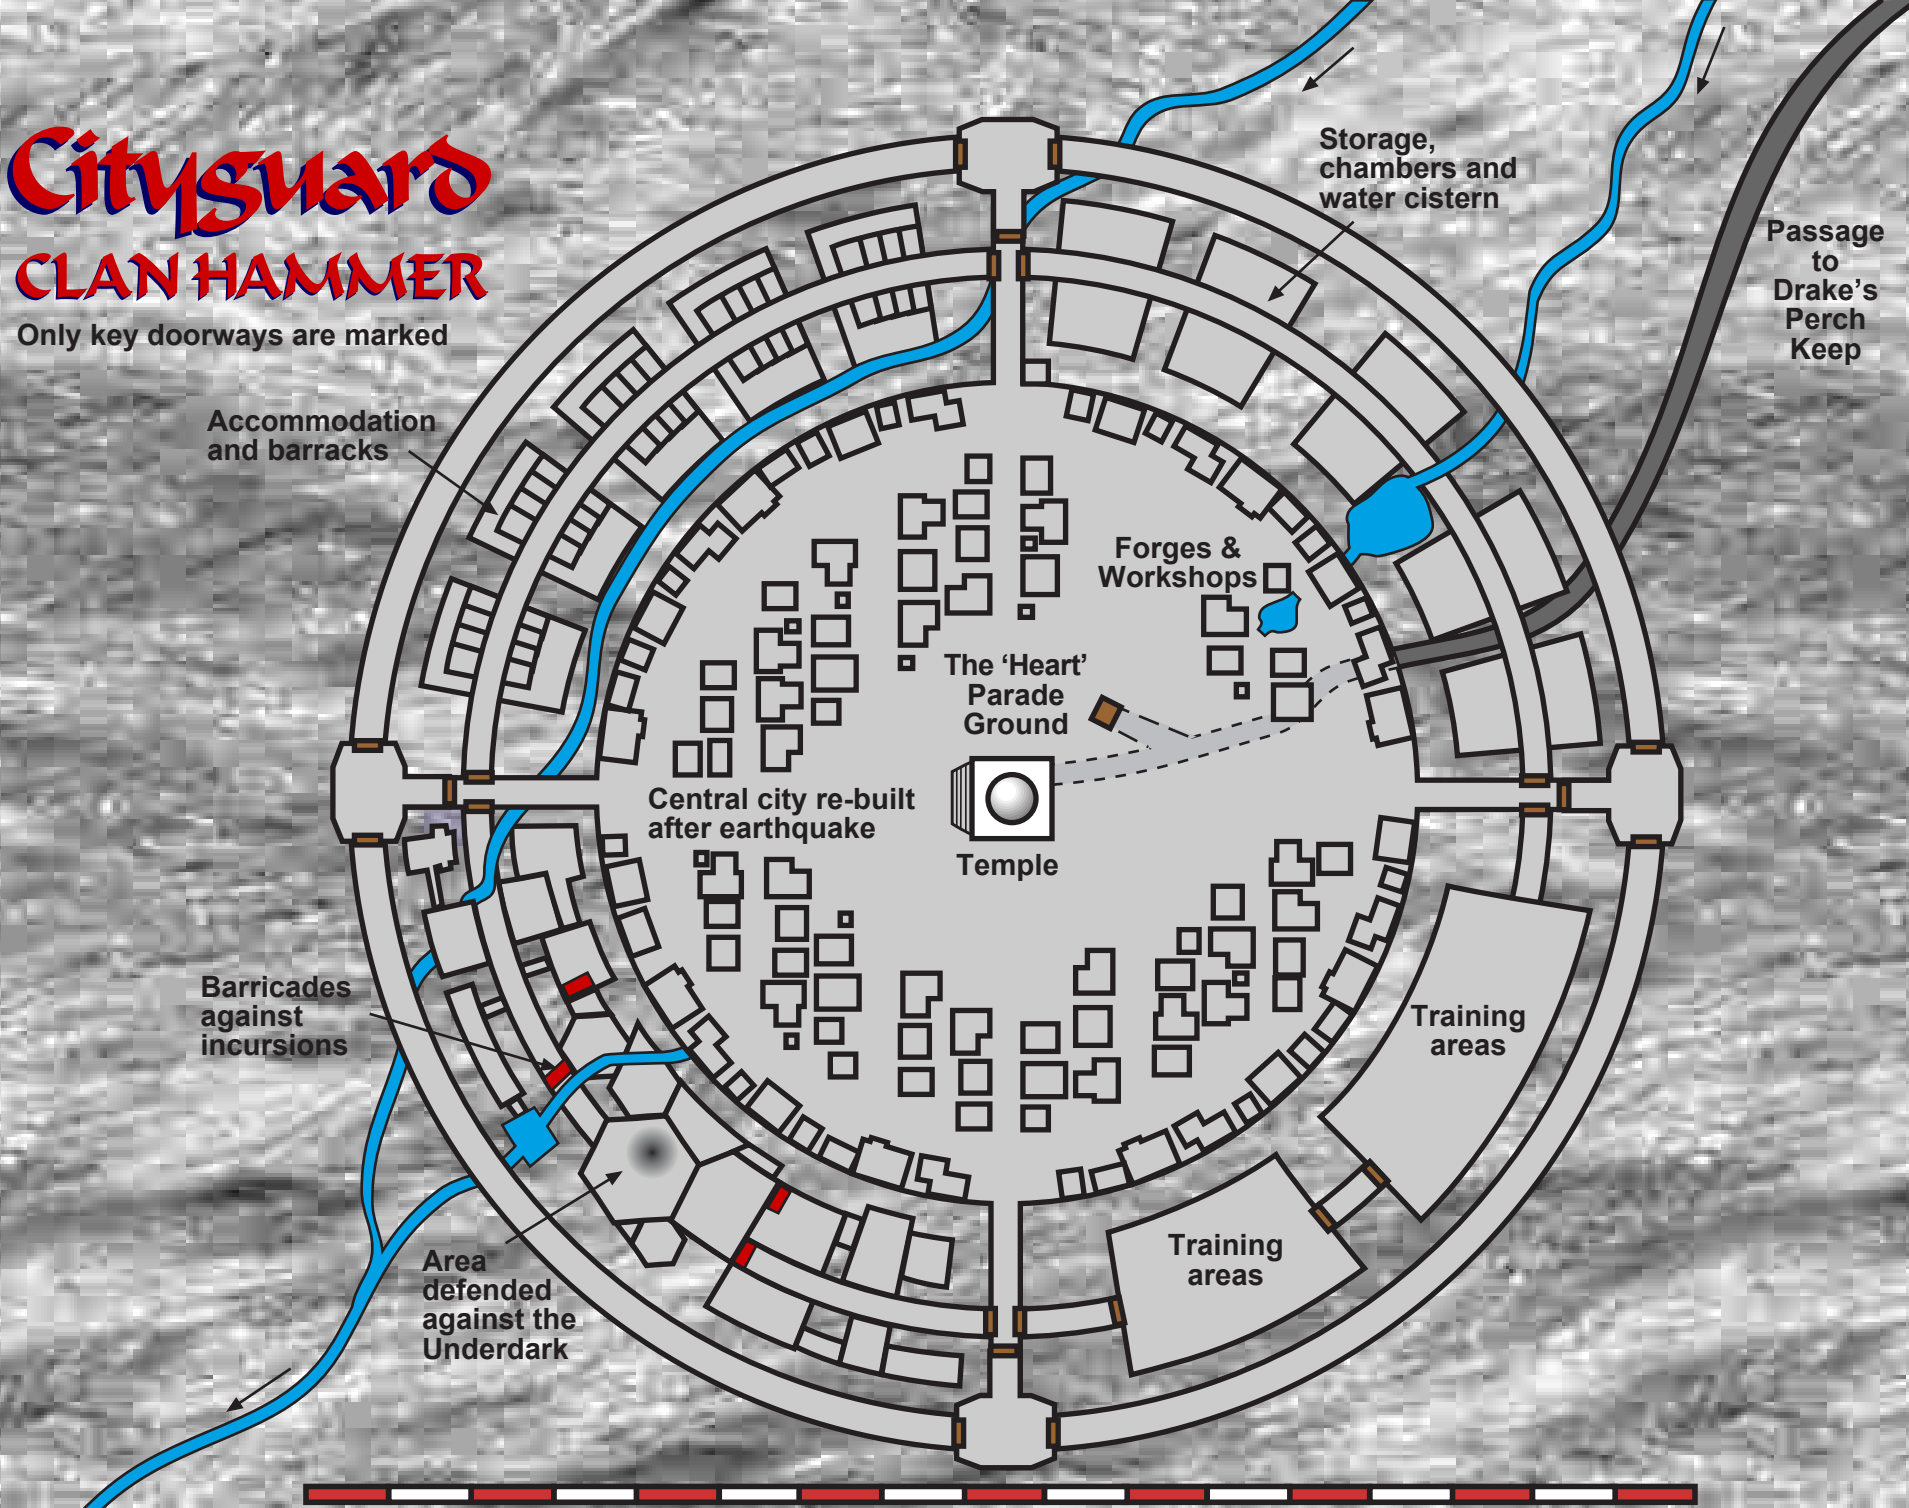 Cityguard
CLAN HAMMER
Only key doorways are marked
Storage,
chambers and
water cistern
Passage
to
Drake's
Perch
Keep
Accommodation
and barracks
Forges &
Workshops
The ‘Heart’
Parade
Ground
Central city re-built
after earthquake
Temple
Barricades
against
incursions
Training
areas
Training
areas
Area
defended
against the
Underdark